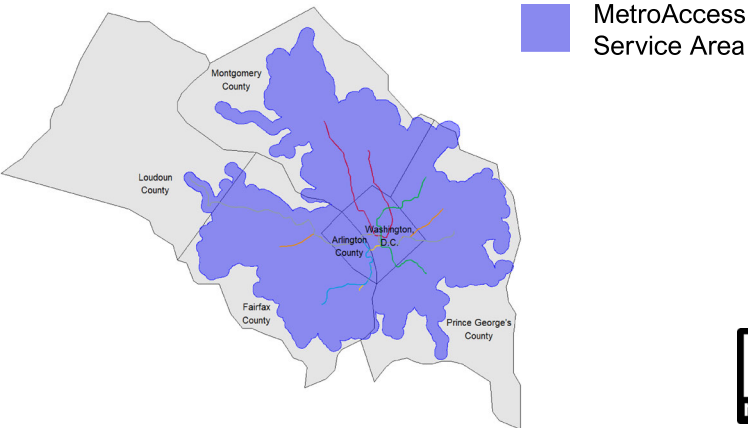 MetroAccess
Service Area
Montgomery
County
Loudoun
County
Washington,
D.C.
Arlington
County
Fairfax
County
Prince George's
County